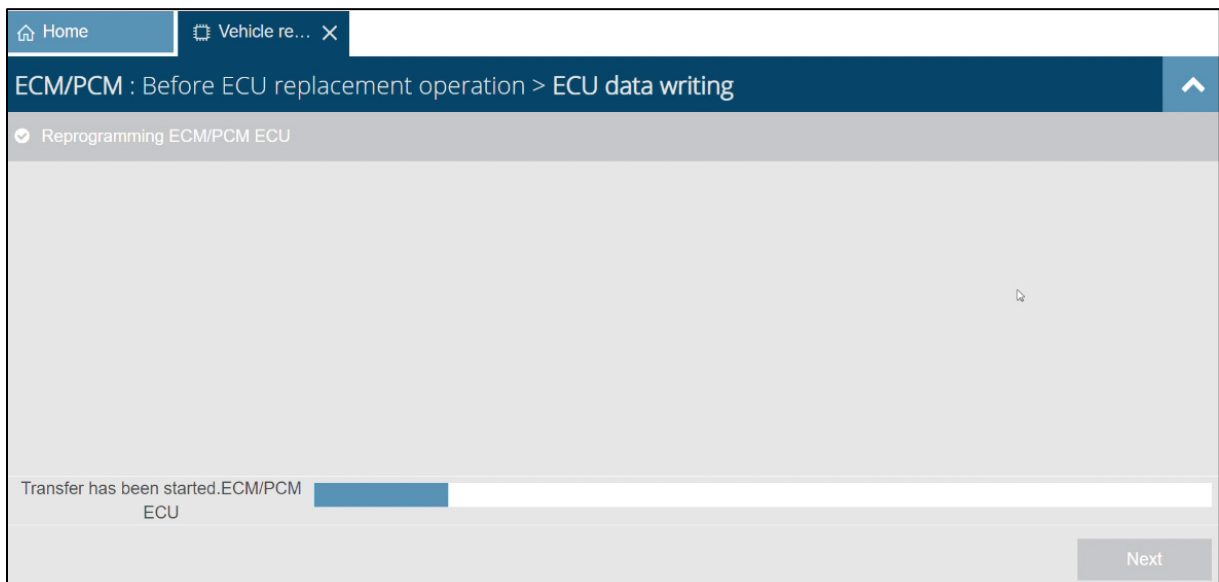 Home
Vehicle re...
ECM/PCM : Before ECU replacement operation > ECU data writing
Reprogramming ECM/PCM ECU
Transfer has been started.ECM/PCM
ECU
Next